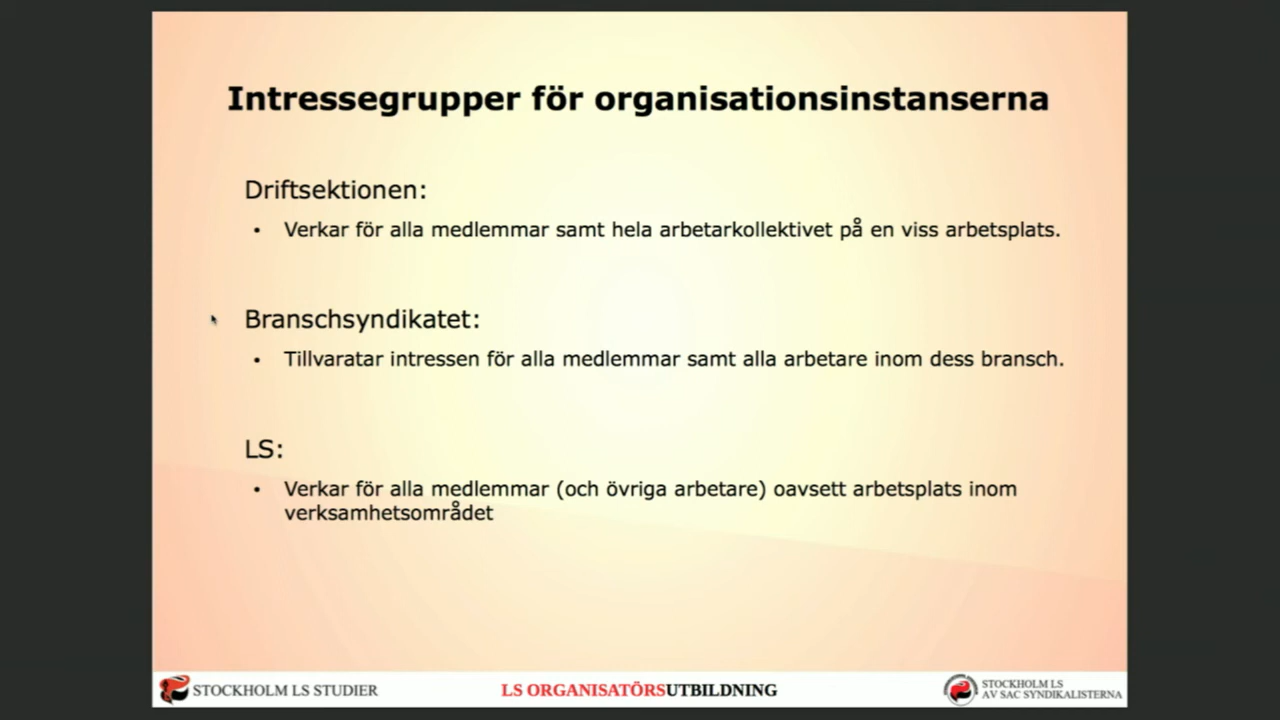 Intressegrupper för organisationsinstanserna
Driftsektionen:
• Verkar för alla medlemmar samt hela arbetarkollektivet på en viss arbetsplats.
Branschsyndikatet:
• Tillvaratar intressen för alla medlemmar samt alla arbetare inom dess bransch.
LS:
• Verkar för alla medlemmar (och övriga arbetare) oavsett arbetsplats inom
verksamhetsområdet
STOCKHOLM LS STUDIER
LS ORGANISATÖRSUTBILDNING
STOCKHOLM LS
AV SAC SYNDIKALISTERNA